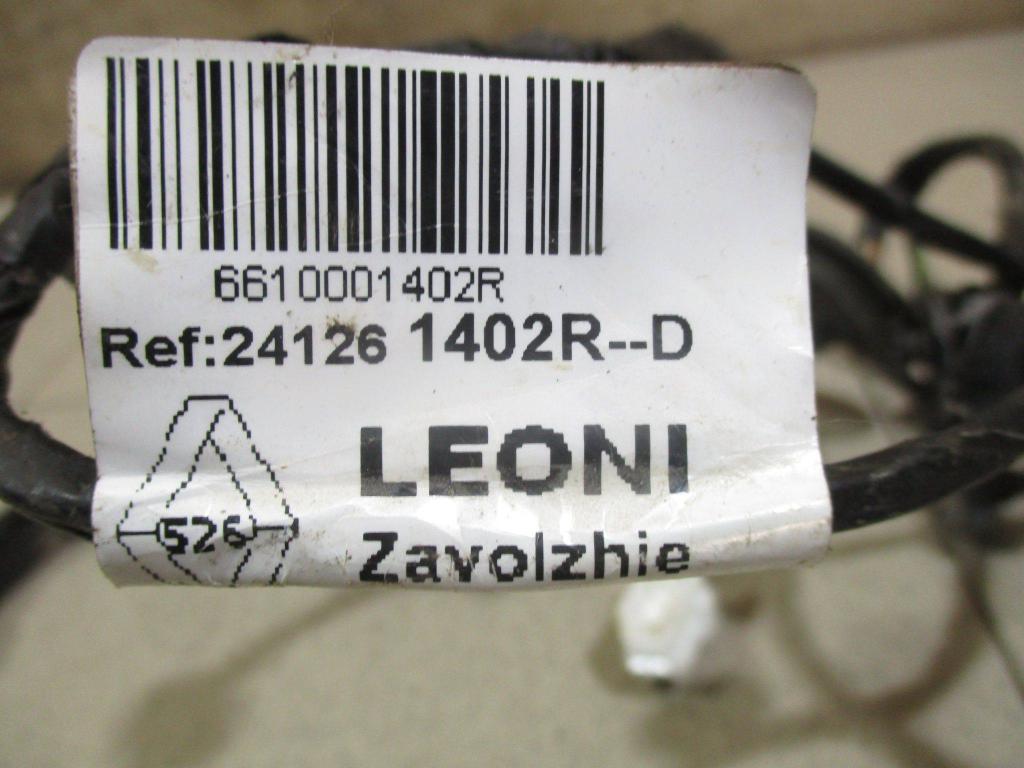 6610001402R
Ref:24126 1402R--D
LEONI
526
Zavolzhie